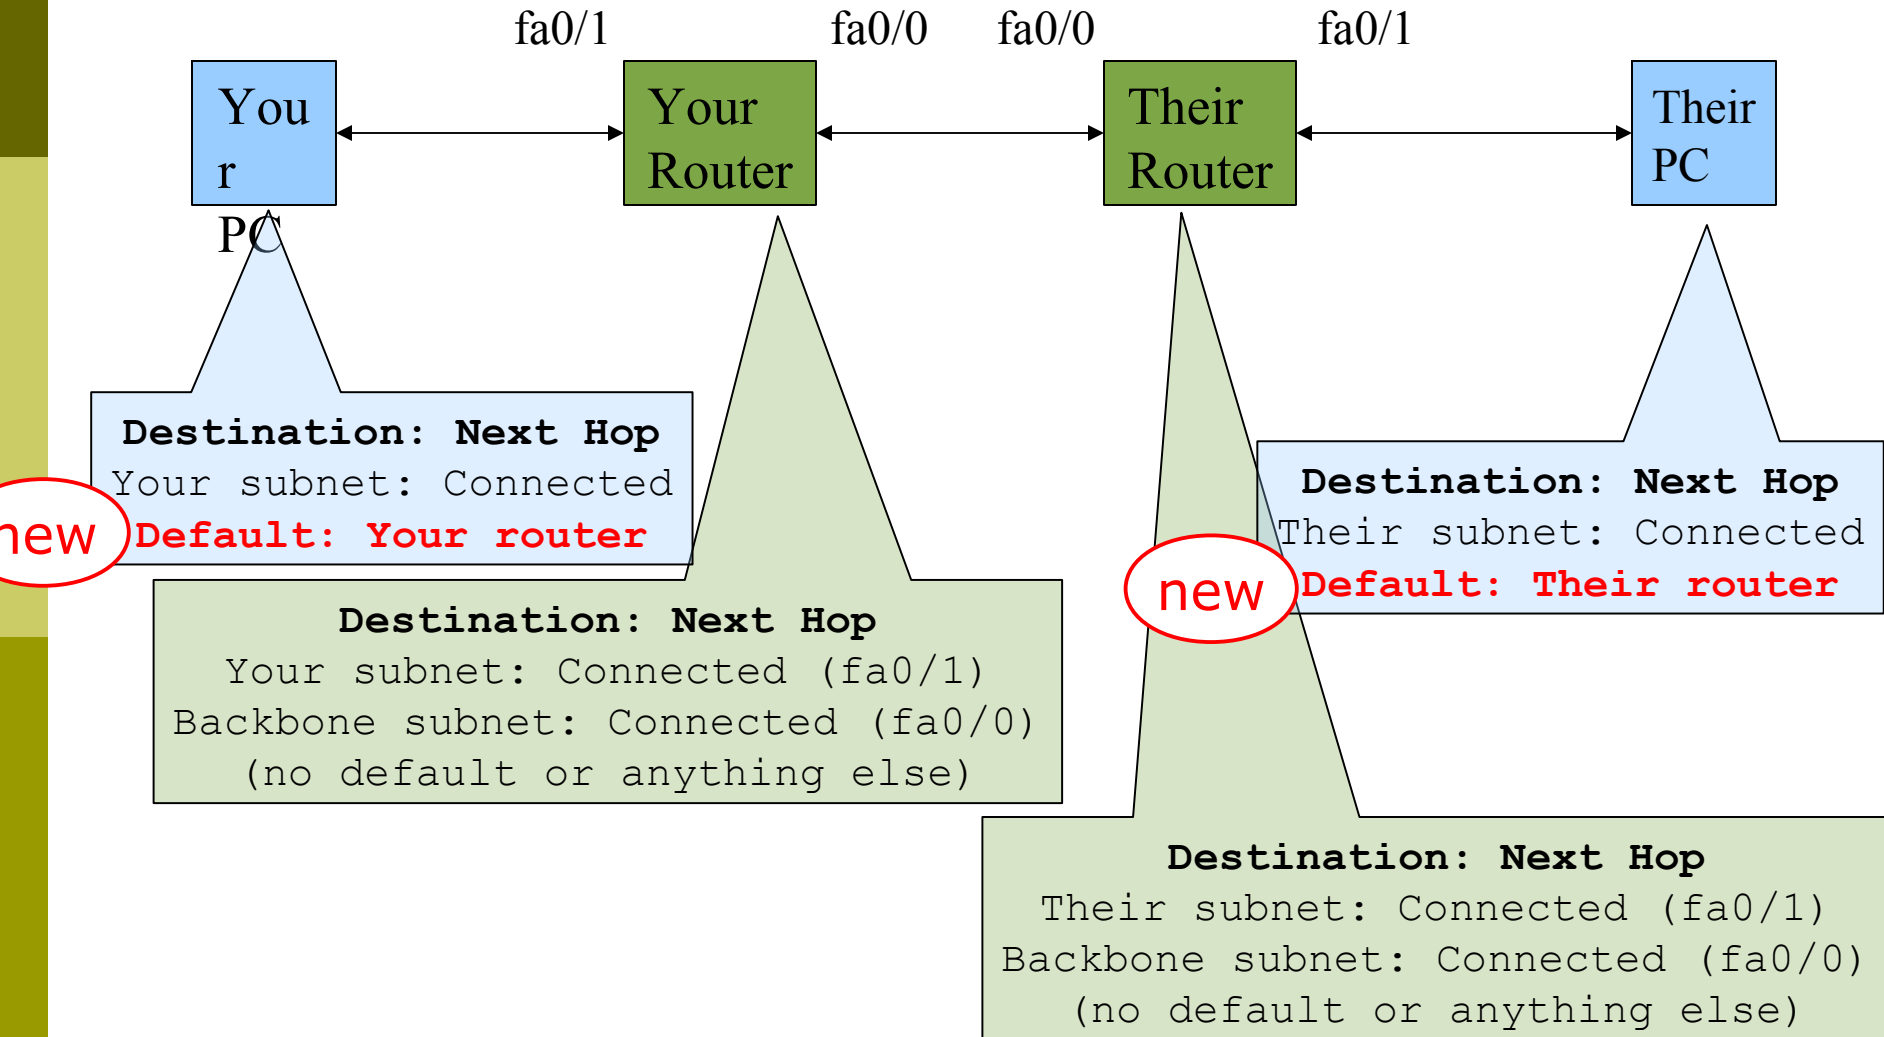 fa0/1
fa0/0
fa0/0
fa0/1
You
r
PC
Your
Router
Their
Router
Their
PC
Destination: Next Hop
Your subnet: Connected
Default: Your router
new
Destination: Next Hop
Your subnet: Connected (fa0/1)
Backbone subnet: Connected (fa0/0)
(no default or anything else)
Destination: Next Hop
Their subnet: Connected
Default: Their router
new
Destination: Next Hop
Their subnet: Connected (fa0/1)
Backbone subnet: Connected (fa0/0)
(no default or anything else)